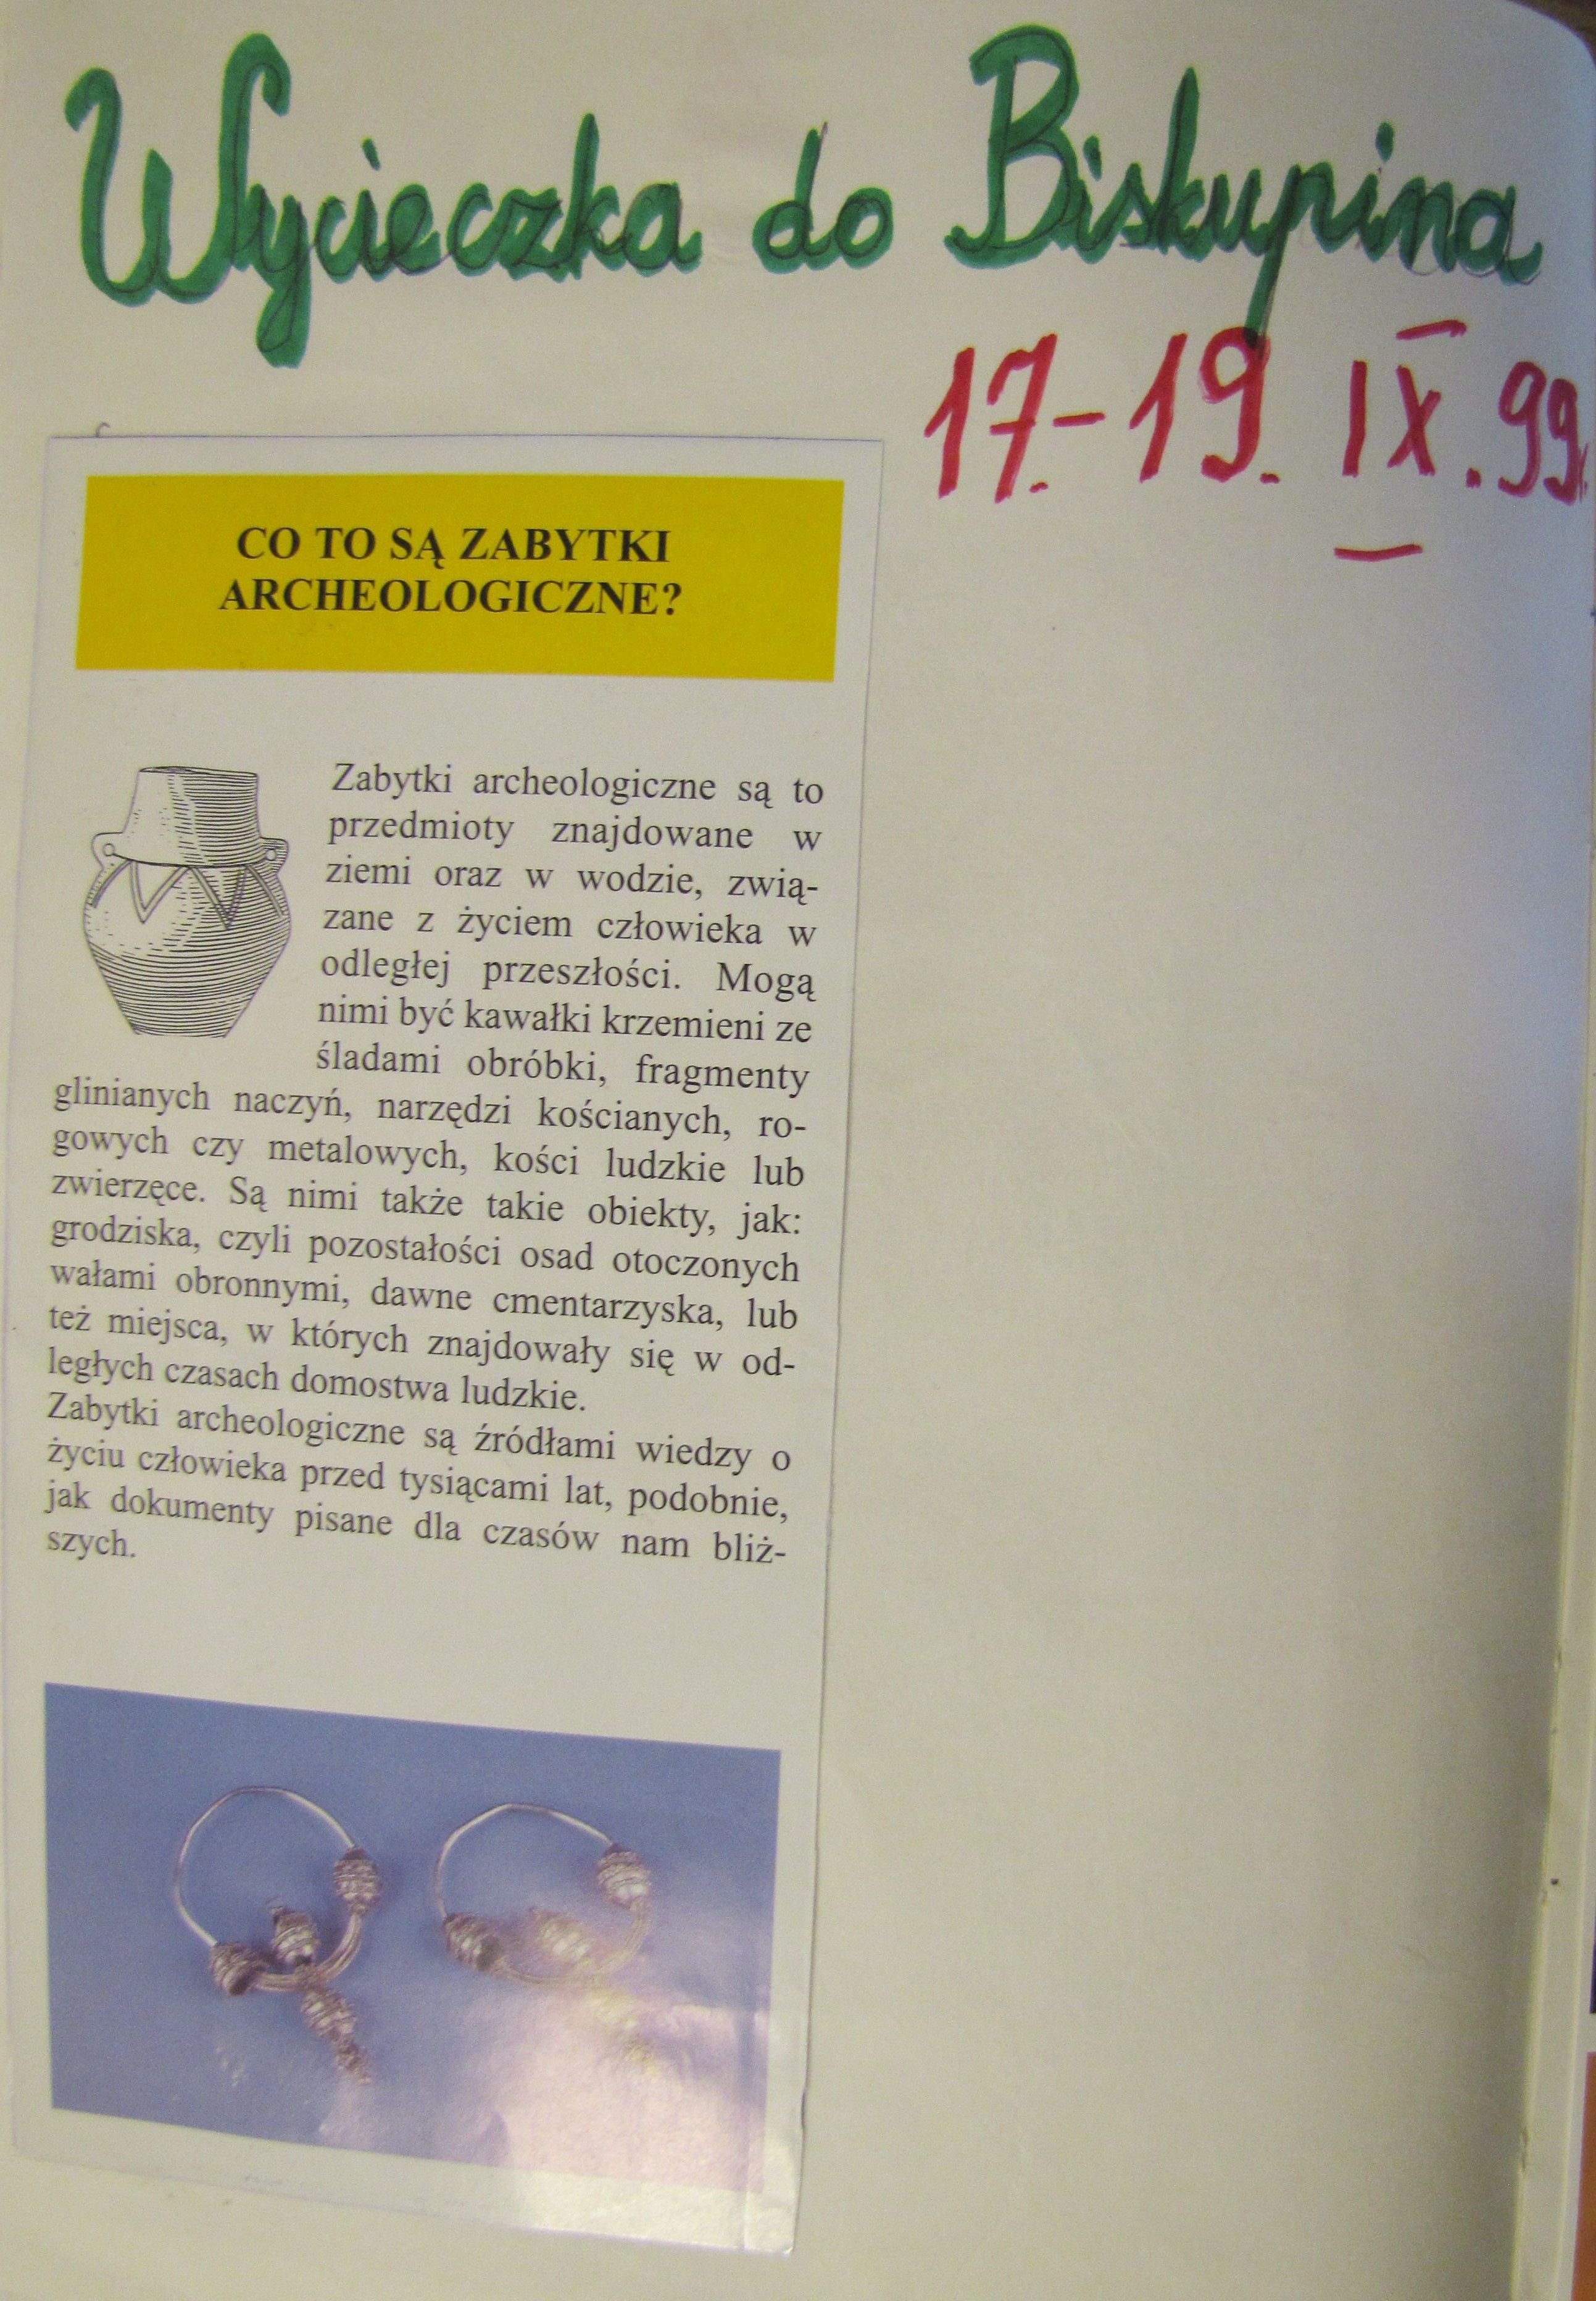 Wycieczka do Biskupina
17.-19. IX.99.
CO TO SĄ ZABYTKI
ARCHEOLOGICZNE?
Zabytki archeologiczne są to
przedmioty znajdowane w
ziemi oraz w wodzie, zwią-
zane z życiem człowieka w
odległej przeszłości. Mogą
nimi być kawałki krzemieni ze
śladami obróbki, fragmenty
glinianych naczyń, narzędzi kościanych, ro-
gowych czy metalowych, kości ludzkie lub
zwierzęce. Są nimi także takie obiekty, jak:
grodziska, czyli pozostałości osad otoczonych
wałami obronnymi, dawne cmentarzyska, lub
też miejsca, w których znajdowały się w od-
ległych czasach domostwa ludzkie.
Zabytki archeologiczne są źródłami wiedzy o
życiu człowieka przed tysiącami lat, podobnie,
jak dokumenty pisane dla czasów nam bliż-
szych.